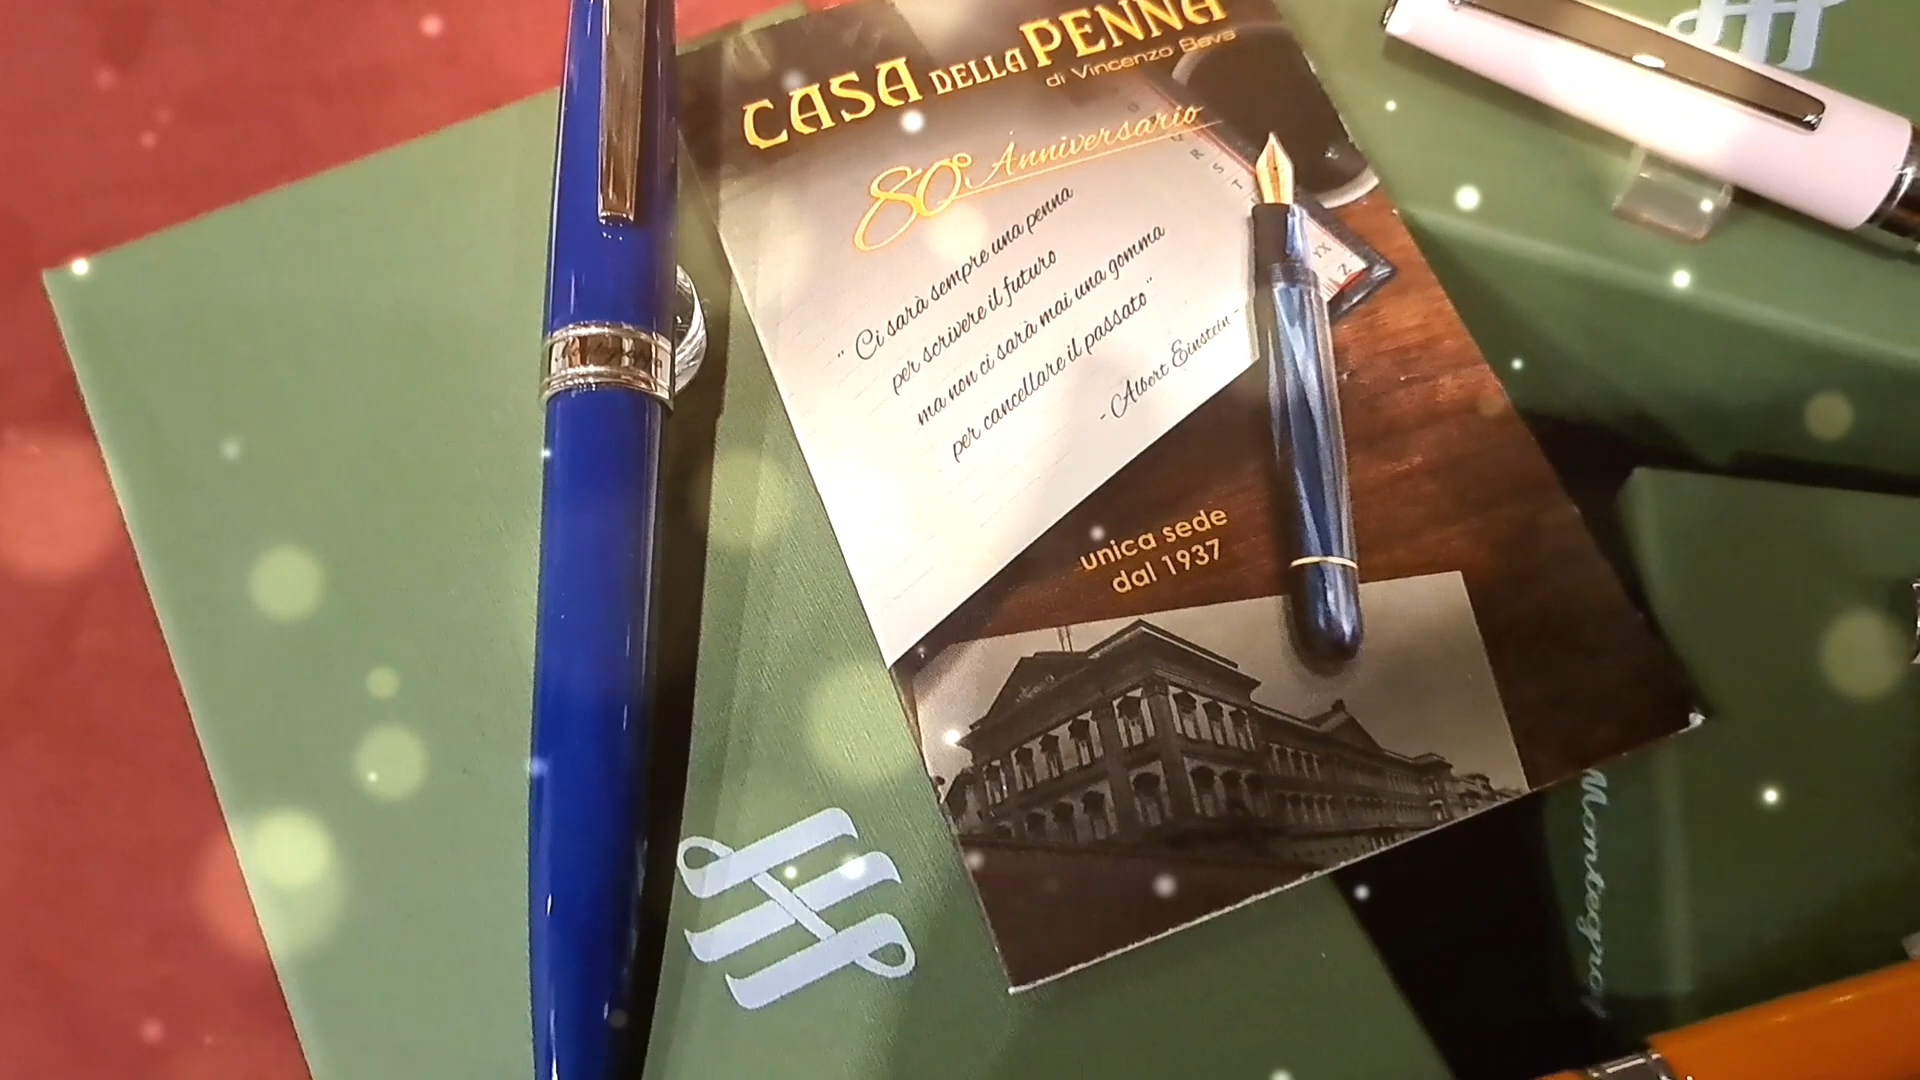 CASA DELLA PENNA
di Vincenzo Bava
80° Anniversario
" Ci sarà sempre una penna
per scrivere il futuro
ma non ci sarà mai una gomma
per cancellare il passato"
- Albert Einstein -
unica sede
dal 1937